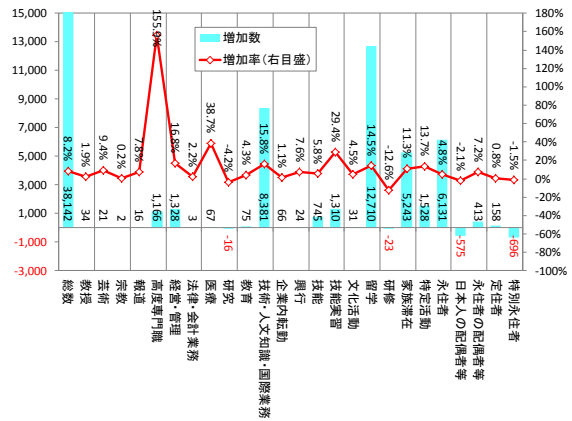 増加数
増加率(右目盛)
15,000
13,000
11,000
9,000
7,000
5,000
3,000
1,000
-1,000
-3,000
180%
160%
140%
120%
100%
80%
60%
40%
20%
0%
-20%
-40%
-60%
-80%
-100%
8.2%
1.9%
9.4%
0.2%
7.8%
155.9%
16.8%
2.2%
38.7%
-4.2%
4.3%
15.8%
1.1%
7.6%
5.8%
29.4%
4.5%
14.5%
-12.6%
11.3%
13.7%
4.8%
-2.1%
7.2%
0.8%
-1.5%
38,142
34
21
2
16
1,166
1,328
3
67
-16
75
8,381
66
24
745
1,310
31
12,710
-23
5,243
1,528
6,131
-575
413
158
-696
総数
教授
芸術
宗教
報道
高度専門職
経営・管理
法律・会計業務
医療
研究
教育
技術・人文知識・国際業務
企業内転勤
興行
技能
技能実習
文化活動
留学
研修
家族滞在
特定活動
永住者
日本人の配偶者等
永住者の配偶者等
定住者
特別永住者